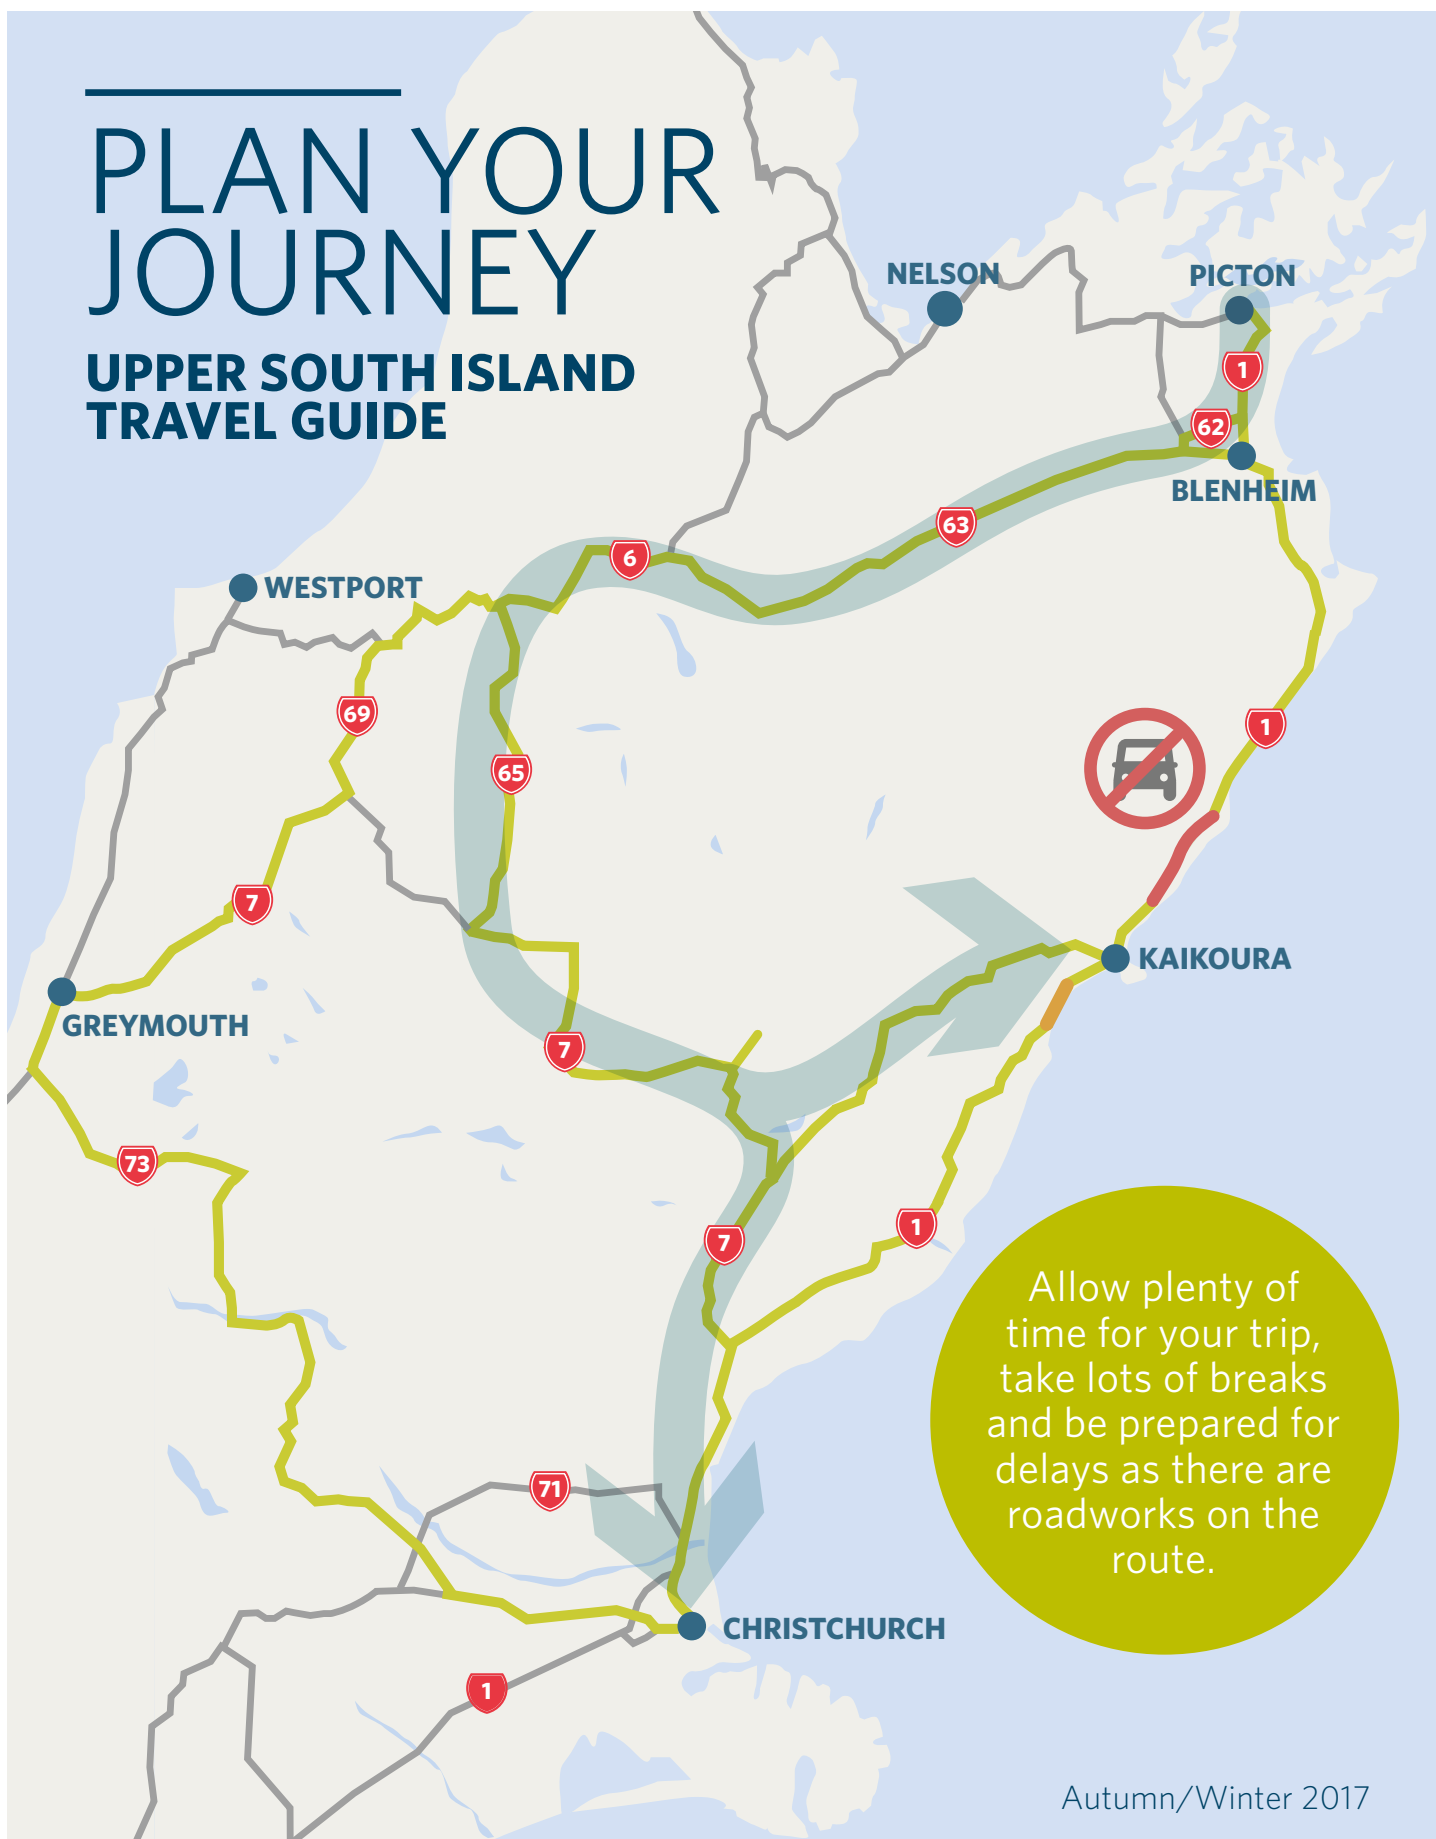 PLAN YOUR
JOURNEY
UPPER SOUTH ISLAND
TRAVEL GUIDE
NELSON
PICTON
1
62
BLENHEIM
63
6
WESTPORT
69
65
1
7
KAIKOURA
GREYMOUTH
7
73
7
1
Allow plenty of
time for your trip,
take lots of breaks
and be prepared for
delays as there are
roadworks on the
route.
71
CHRISTCHURCH
1
Autumn/Winter 2017